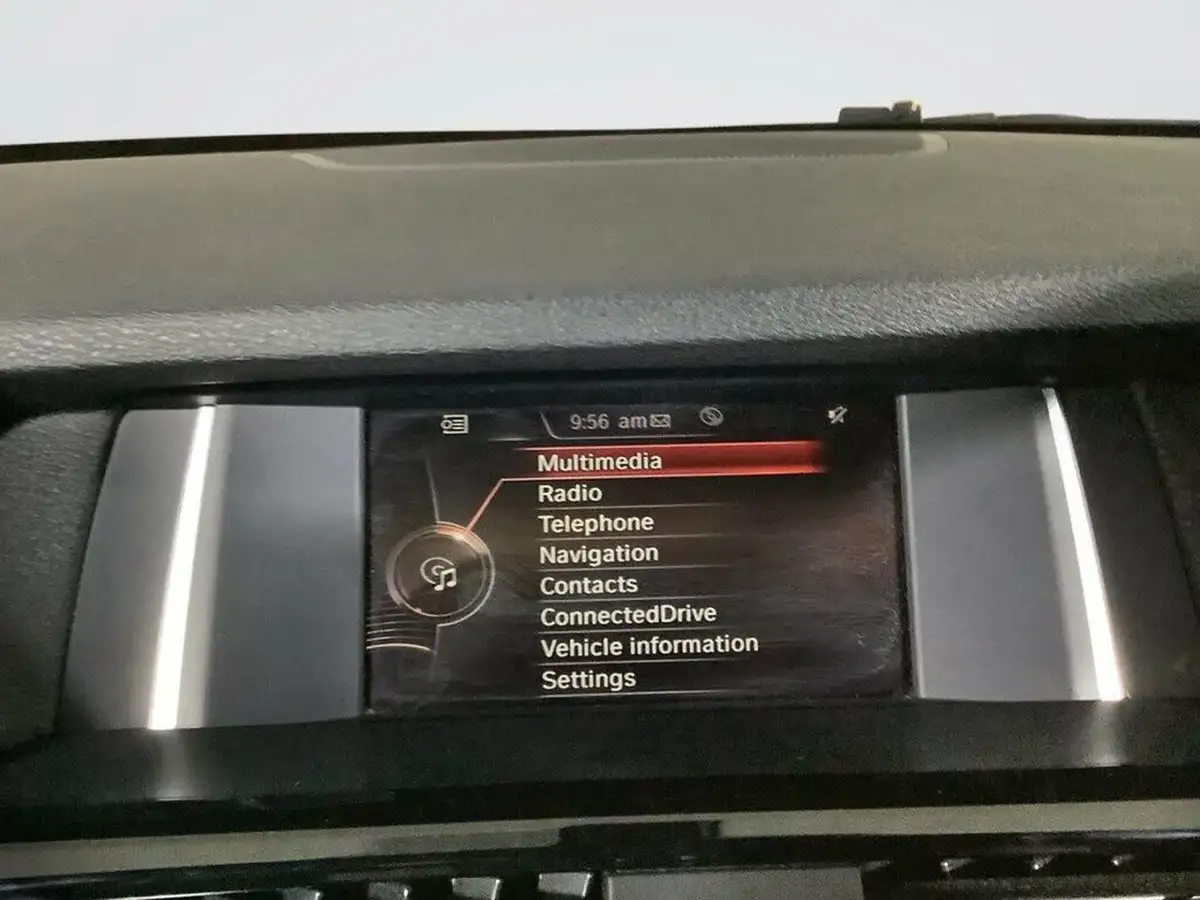 9:56 am
Multimedia
Radio
Telephone
Navigation
Contacts
ConnectedDrive
Vehicle information
Settings